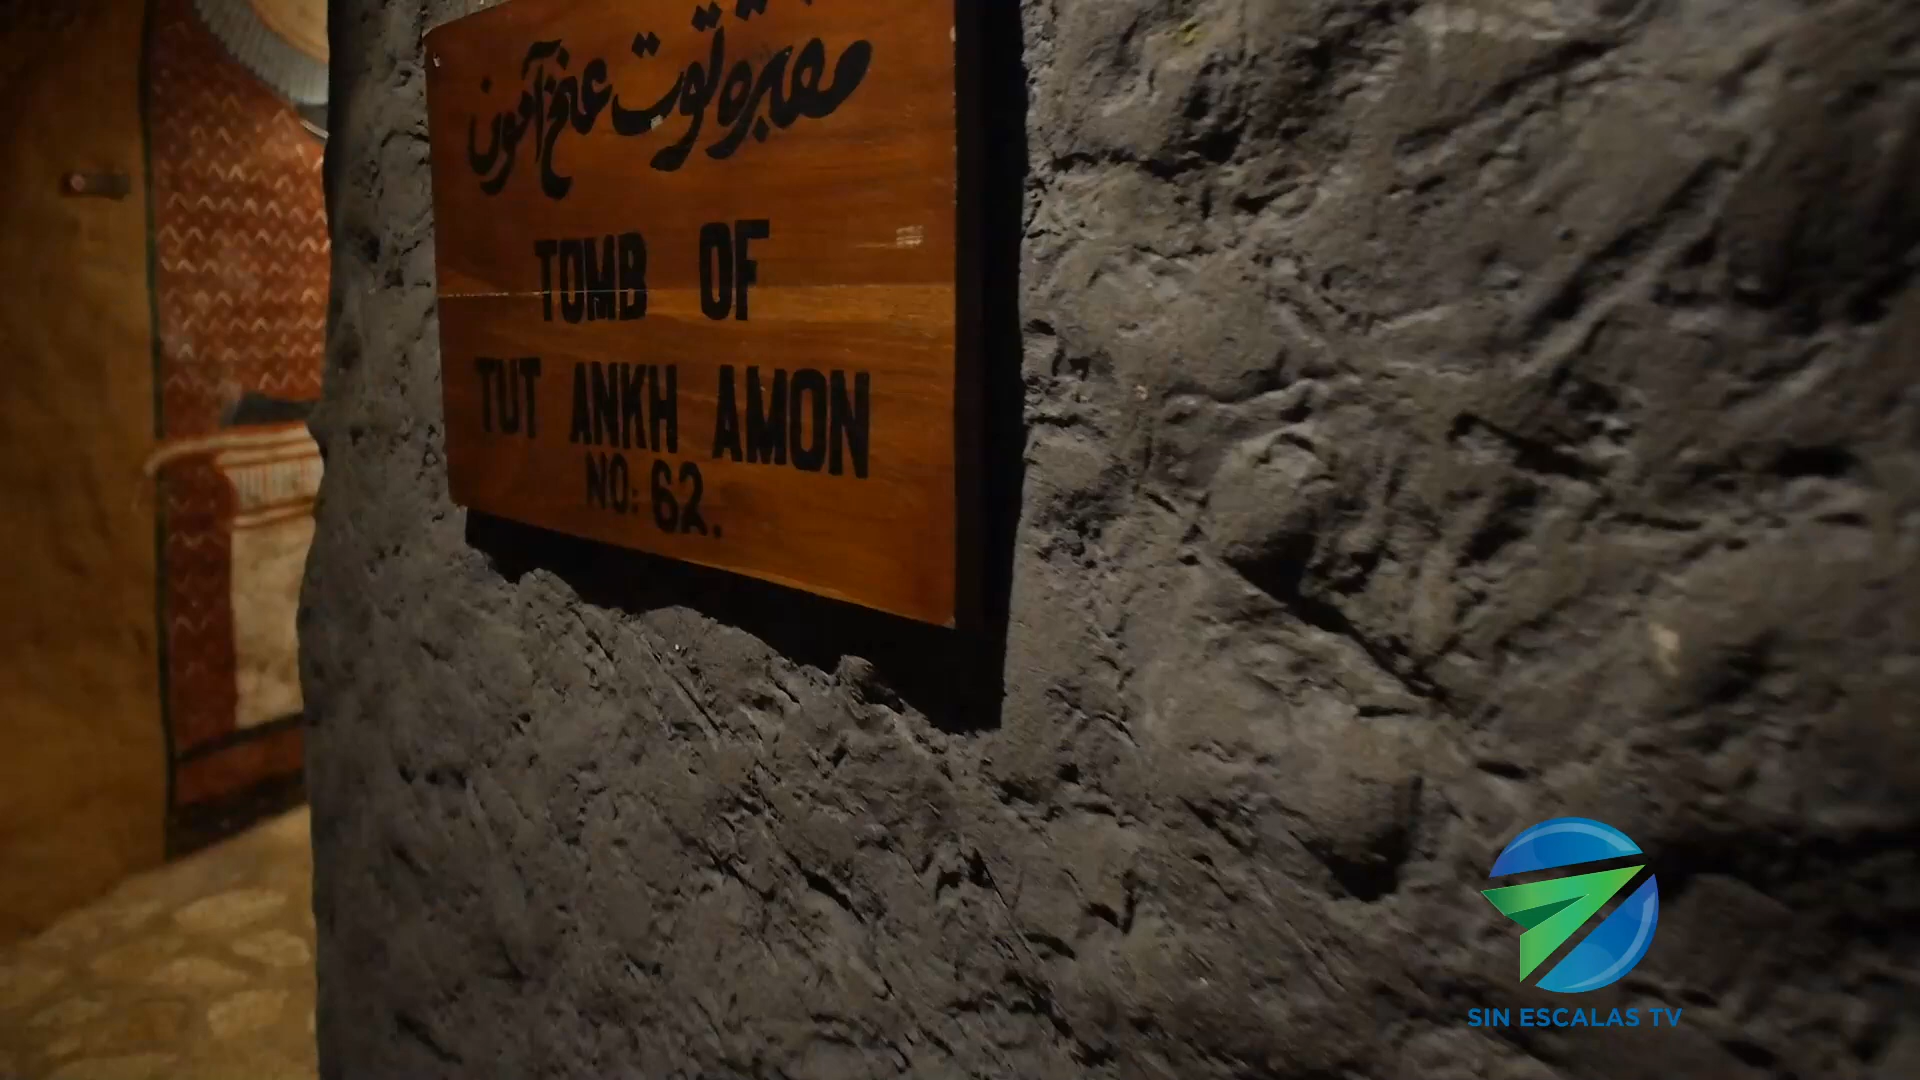 مقبرة توت عنخ آمون
TOMB OF
TUT ANKH AMON
NO: 62.
SIN ESCALAS TV